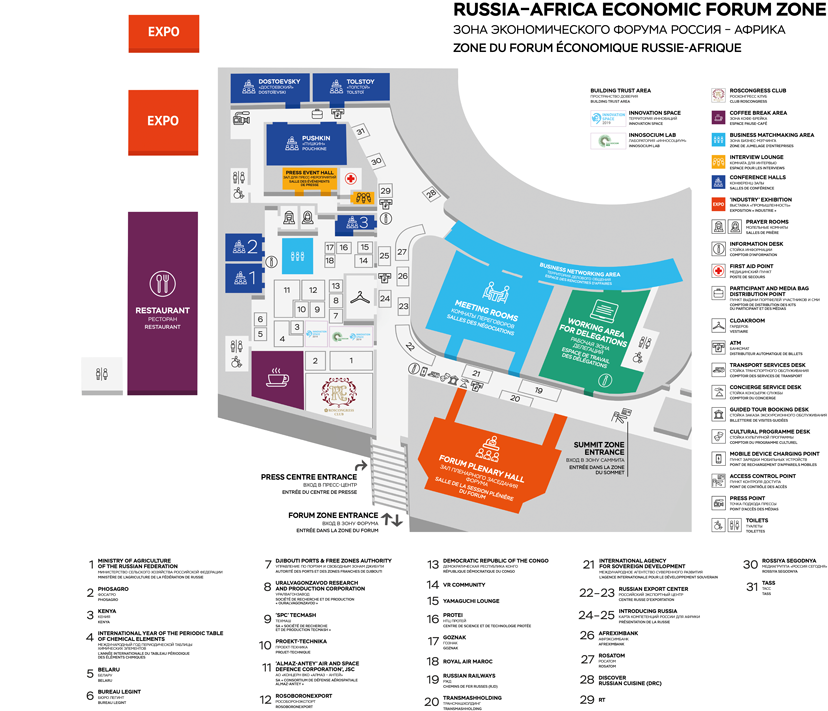 RUSSIA–AFRICA ECONOMIC FORUM ZONE
ЗОНА ЭКОНОМИЧЕСКОГО ФОРУМА РОССИЯ – АФРИКА
ZONE DU FORUM ÉCONOMIQUE RUSSIE-AFRIQUE
EXPO
EXPO
DOSTOEVSKY
«ДОСТОЕВСКИЙ»
DOSTOÏEVSKI
TOLSTOY
«ТОЛСТОЙ»
TOLSTOÏ
PUSHKIN
«ПУШКИН»
POUCHKINE
PRESS EVENT HALL
ЗАЛ ДЛЯ ПРЕСС-МЕРОПРИЯТИЙ
SALLE DES ÉVÉNEMENTS
DE PRESSE
31
30
29
28
3
2
1
17
16
15
18
14
25
27
26
24
23
11
12
13
8
7
10
9
6
5
3
4
2
1
22
21
20
19
RESTAURANT
РЕСТОРАН
RESTAURANT
ROSCONGRESS
CLUB
BUSINESS NETWORKING AREA
MEETING ROOMS
КОМНАТЫ ПЕРЕГОВОРОВ
SALLES DES NÉGOCIATIONS
WORKING AREA
FOR DELEGATIONS
РАБОЧАЯ ЗОНА
ДЕЛЕГАЦИЙ
ESPACE DE TRAVAIL
DES DÉLÉGATIONS
FORUM PLENARY HALL
ЗАЛ ПЛЕНАРНОГО ЗАСЕДАНИЯ
ФОРУМА
SALLE DE LA SESSION PLÉNIÈRE
DU FORUM
SUMMIT ZONE
ENTRANCE
ВХОД В ЗОНУ САММИТА
ENTRÉE DANS LA ZONE
DU SOMMET
PRESS CENTRE ENTRANCE
ВХОД В ПРЕСС-ЦЕНТР
ENTRÉE DU CENTRE DE PRESSE
FORUM ZONE ENTRANCE
ВХОД В ЗОНУ ФОРУМА
ENTRÉE DANS LA ZONE DU FORUM
BUILDING TRUST AREA
ПРОСТРАНСТВО ДОВЕРИЯ
BUILDING TRUST AREA
INNOVATION SPACE
ТЕРРИТОРИЯ ИННОВАЦИЙ
INNOVATION SPACE
INNOSOCIUM LAB
ЛАБОРАТОРИЯ «ИННОСОЦИУМ»
INNOSOCIUM LAB
ROSCONGRESS CLUB
РОСКОНГРЕСС КЛУБ
CLUB ROSCONGRESS
COFFEE BREAK AREA
ЗОНА КОФЕ-БРЕЙКА
ESPACE PAUSE-CAFÉ
BUSINESS MATCHMAKING AREA
ЗОНА БИЗНЕС-МЭТЧИНГА
ZONE DE JUMELAGE D'ENTREPRISES
INTERVIEW LOUNGE
КОМНАТА ДЛЯ ИНТЕРВЬЮ
ESPACE POUR LES INTERVIEWS
CONFERENCE HALLS
КОНФЕРЕНЦ-ЗАЛЫ
SALLES DE CONFÉRENCE
EXPO
'INDUSTRY' EXHIBITION
ВЫСТАВКА «ПРОМЫШЛЕННОСТЬ»
EXPOSITION « INDUSTRIE »
PRAYER ROOMS
МОЛЕЛЬНЫЕ КОМНАТЫ
SALLES DE PRIÈRE
INFORMATION DESK
СТОЙКА ИНФОРМАЦИИ
COMPTOIR D'INFORMATION
FIRST AID POINT
МЕДИЦИНСКИЙ ПУНКТ
POSTE DE SECOURS
PARTICIPANT AND MEDIA BAG
DISTRIBUTION POINT
ПУНКТ ВЫДАЧИ ПОРТФЕЛЕЙ УЧАСТНИКОВ И СМИ
COMPTOIR DE DISTRIBUTION DES KITS
DU PARTICIPANT ET DES MÉDIAS
CLOAKROOM
ГАРДЕРОБ
VESTIAIRE
ATM
БАНКОМАТ
DISTRIBUTEUR AUTOMATIQUE DE BILLETS
TRANSPORT SERVICES DESK
СТОЙКА ТРАНСПОРТНОГО ОБСЛУЖИВАНИЯ
COMPTOIR DES SERVICES DE TRANSPORT
CONCIERGE SERVICE DESK
СТОЙКА КОНСЬЕРЖ-СЛУЖБЫ
COMPTOIR DU CONCIERGE
GUIDED TOUR BOOKING DESK
СТОЙКА ЗАКАЗА ЭКСКУРСИОННОГО ОБСЛУЖИВАНИЯ
BILLETTERIE DE VISITES GUIDÉES
CULTURAL PROGRAMME DESK
СТОЙКА КУЛЬТУРНОЙ ПРОГРАММЫ
COMPTOIR DU PROGRAMME CULTUREL
MOBILE DEVICE CHARGING POINT
ПУНКТ ЗАРЯДКИ МОБИЛЬНЫХ УСТРОЙСТВ
POINT DE RECHARGEMENT D'APPAREILS MOBILES
ACCESS CONTROL POINT
ПУНКТ КОНТРОЛЯ ДОСТУПА
POINT DE CONTRÔLE DES ACCÈS
PRESS POINT
ТОЧКА ПОДХОДА ПРЕССЫ
POINT D'ACCÈS DES MÉDIAS
TOILETS
ТУАЛЕТЫ
TOILETTES
1 MINISTRY OF AGRICULTURE
OF THE RUSSIAN FEDERATION
МИНИСТЕРСТВО СЕЛЬСКОГО ХОЗЯЙСТВА РОССИЙСКОЙ ФЕДЕРАЦИИ
MINISTÈRE DE L'AGRICULTURE DE LA FÉDÉRATION DE RUSSIE
2 PHOSAGRO
ФОСАГРО
PHOSAGRO
3 KENYA
КЕНИЯ
KENYA
4 INTERNATIONAL YEAR OF THE PERIODIC TABLE
OF CHEMICAL ELEMENTS
МЕЖДУНАРОДНЫЙ ГОД ПЕРИОДИЧЕСКОЙ ТАБЛИЦЫ
ХИМИЧЕСКИХ ЭЛЕМЕНТОВ
L'ANNÉE INTERNATIONALE DU TABLEAU PÉRIODIQUE
DES ÉLÉMENTS CHIMIQUES
5 BELARU
БЕЛАРУ
BELARU
6 BUREAU LEGINT
БЮРО ЛЕГИНТ
BUREAU LEGINT
7 DJIBOUTI PORTS & FREE ZONES AUTHORITY
УПРАВЛЕНИЕ ПО ПОРТАМ И СВОБОДНЫМ ЗОНАМ ДЖИБУТИ
AUTORITÉ DES PORTS ET DES ZONES FRANCHES DE DJIBOUTI
8 URALVAGONZAVOD RESEARCH
AND PRODUCTION CORPORATION
УРАЛВАГОНЗАВОД
SOCIÉTÉ DE RECHERCHE ET DE PRODUCTION
« OURALVAGONZAVOD »
9 'SPC' TECMASH
ТЕХМАШ
SA « SOCIÉTÉ DE RECHERCHE
ET DE PRODUCTION TECMASH »
10 PROEKT-TECHNIKA
ПРОЕКТ-ТЕХНИКА
PROJET-TECHNIQUE
11 'ALMAZ-ANTEY' AIR AND SPACE
DEFENCE CORPORATION', JSC
АО «КОНЦЕРН ВКО «АЛМАЗ - АНТЕЙ»
SA « CONSORTIUM DE DÉFENSE AÉROSPATIALE
ALMAZ-ANTEY »
12 ROSOBORONEXPORT
РОСОБОРОНЭКСПОРТ
ROSOBORONEXPORT
13 DEMOCRATIC REPUBLIC OF THE CONGO
ДЕМОКРАТИЧЕСКАЯ РЕСПУБЛИКА КОНГО
RÉPUBLIQUE DÉMOCRATIQUE DU CONGO
14 VR COMMUNITY
15 YAMAGUCHI LOUNGE
16 PROTEI
НТЦ ПРОТЕЙ
CENTRE DE SCIENCE ET DE TECHNOLOGIE PROTÉE
17 GOZNAK
ГОЗНАК
GOZNAK
18 ROYAL AIR MAROC
19 RUSSIAN RAILWAYS
РЖД
CHEMINS DE FER RUSSES (RJD)
20 TRANSMASHHOLDING
ТРАНСМАШХОЛДИНГ
TRANSMASHHOLDING
21 INTERNATIONAL AGENCY
FOR SOVEREIGN DEVELOPMENT
МЕЖДУНАРОДНОЕ АГЕНТСТВО СУВЕРЕННОГО РАЗВИТИЯ
L'AGENCE INTERNATIONALE POUR LE DÉVELOPPEMENT SOUVERAIN
22–23 RUSSIAN EXPORT CENTER
РОССИЙСКИЙ ЭКСПОРТНЫЙ ЦЕНТР
CENTRE RUSSE D'EXPORTATION
24–25 INTRODUCING RUSSIA
КАРТА КОМПЕТЕНЦИЙ РОССИИ ДЛЯ АФРИКИ
PRÉSENTATION DE LA RUSSIE
26 AFREXIMBANK
АФРЭКСИМБАНК
AFREXIMBANK
27 ROSATOM
РОСАТОМ
ROSATOM
28 DISCOVER
RUSSIAN CUISINE (DRC)
29 RT
30 ROSSIYA SEGODNYA
МЕДИАГРУППА «РОССИЯ СЕГОДНЯ»
ROSSIYA SEGODNYA
31 TASS
ТАСС
TASS